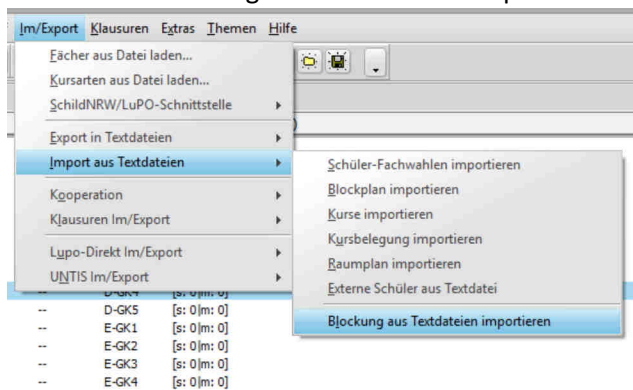 Im/Export Klausuren Extras Themen Hilfe
Fächer aus Datei laden...
Kursarten aus Datei laden...
SchildNRW/LuPO-Schnittstelle
Export in Textdateien
Import aus Textdateien
Kooperation
Klausuren Im/Export
Lupo-Direkt Im/Export
UNTIS Im/Export
Schüler-Fachwahlen importieren
Blockplan importieren
Kurse importieren
Kursbelegung importieren
Raumplan importieren
Externe Schüler aus Textdatei
Blockung aus Textdateien importieren
-- D-GK4 [s: 0|m: 0]
-- D-GK5 [s: 0|m: 0]
-- E-GK1 [s: 0|m: 0]
-- E-GK2 [s: 0|m: 0]
-- E-GK3 [s: 0|m: 0]
-- E-GK4 [s: 0|m: 0]